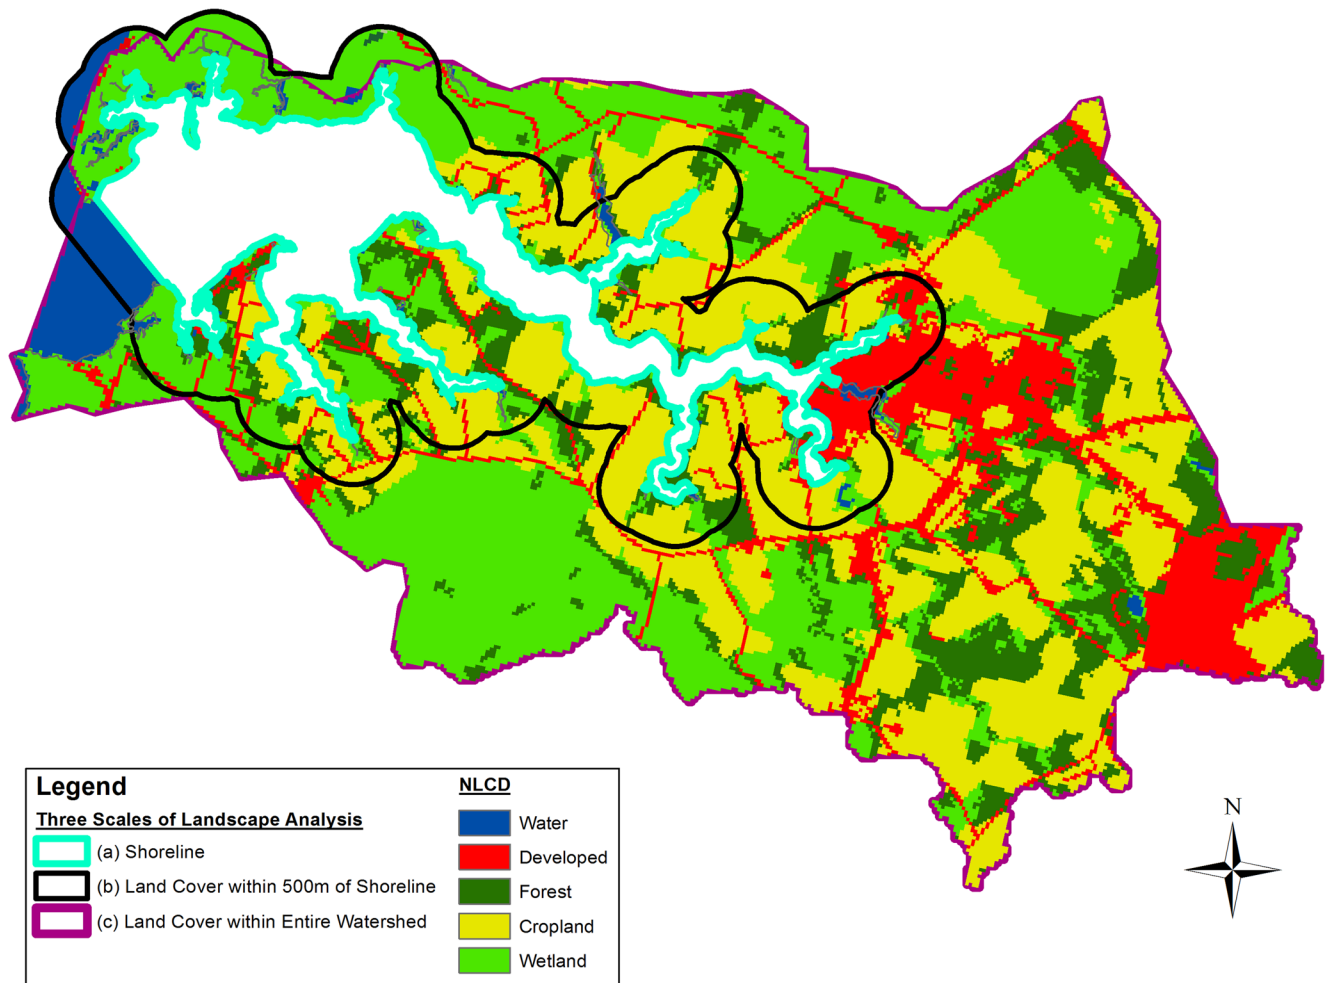 Legend
Three Scales of Landscape Analysis
(a) Shoreline
(b) Land Cover within 500m of Shoreline
(c) Land Cover within Entire Watershed
NLCD
Water
Developed
Forest
Cropland
Wetland
N